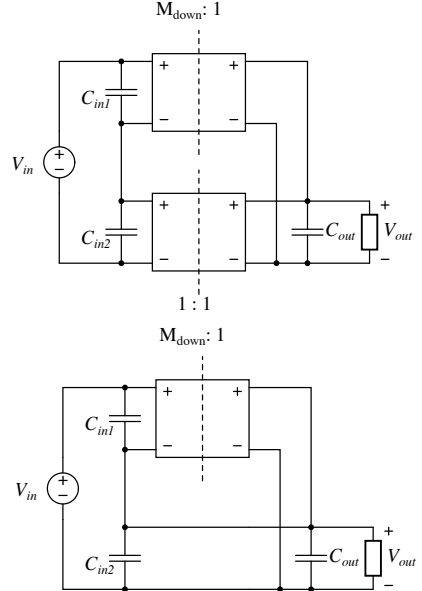 M_down: 1
+ +
C_in1
− −
V_in
+
−
+ +
+
C_in2
C_out
V_out
− −
−
1 : 1
M_down: 1
+ +
C_in1
− −
V_in
+
−
+
C_in2
C_out
V_out
−